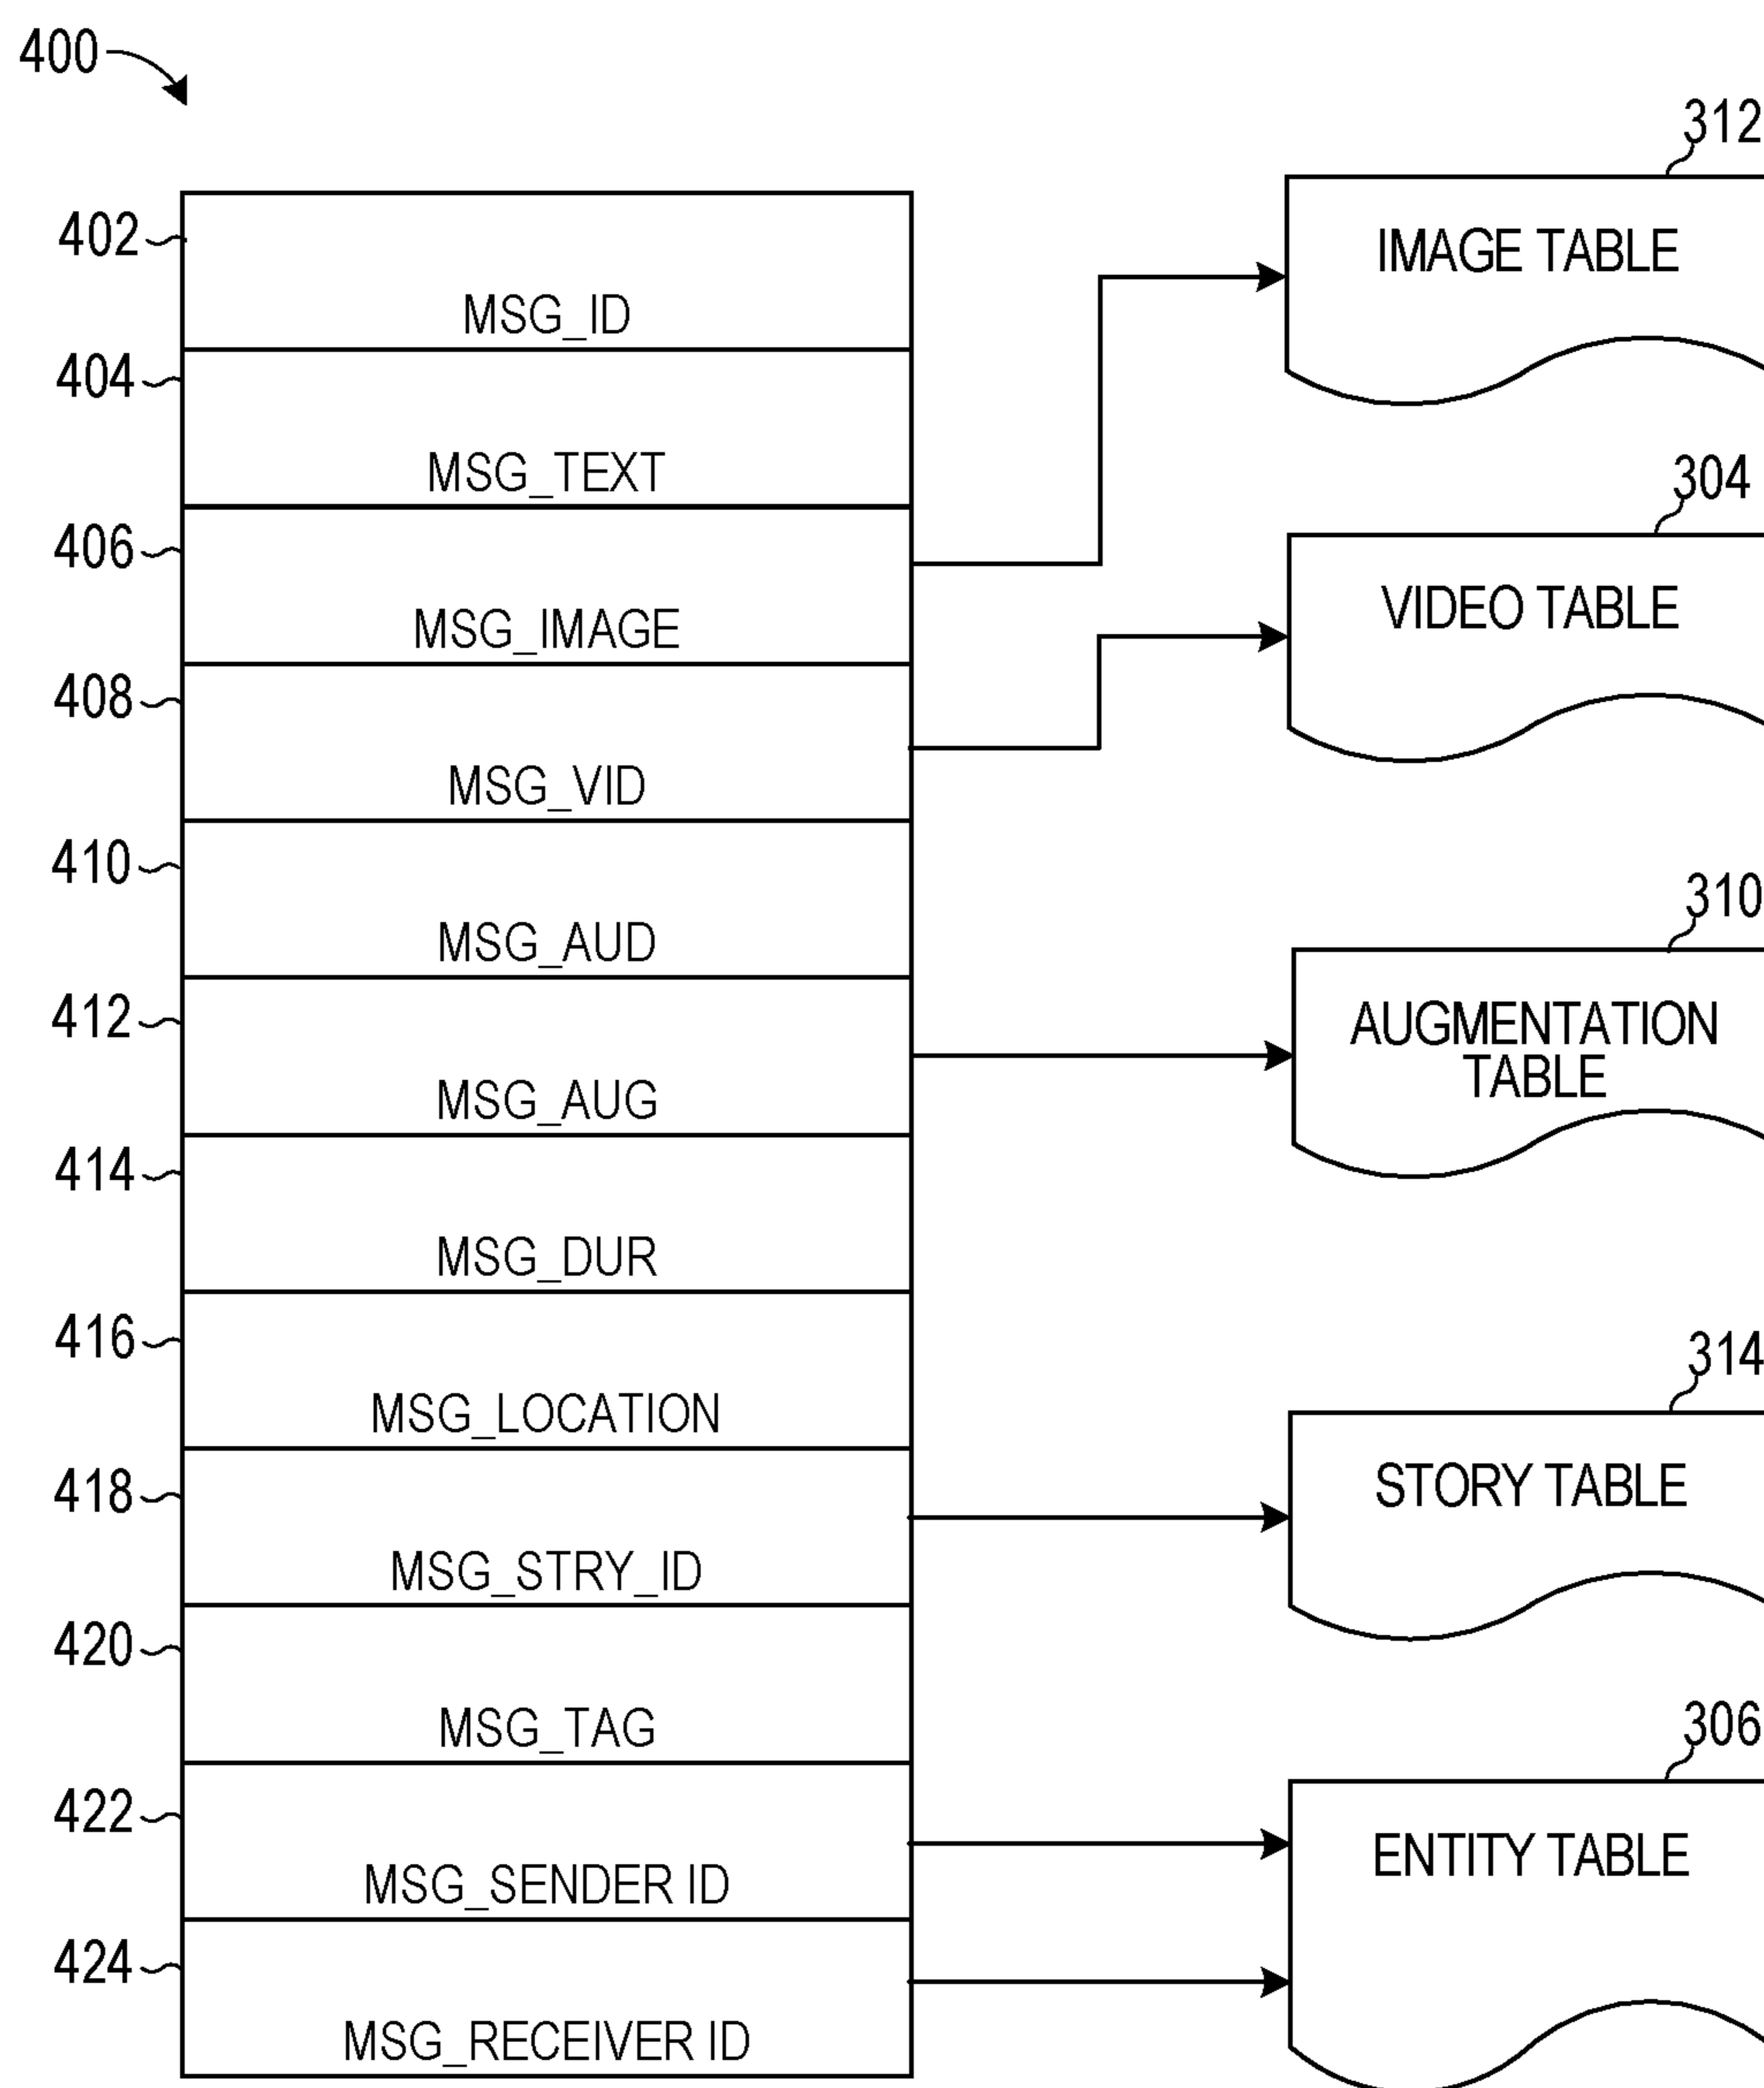 400
402
MSG_ID
404
MSG_TEXT
406
MSG_IMAGE
408
MSG_VID
410
MSG_AUD
412
MSG_AUG
414
MSG_DUR
416
MSG_LOCATION
418
MSG_STRY_ID
420
MSG_TAG
422
MSG_SENDER ID
424
MSG_RECEIVER ID
312
IMAGE TABLE
304
VIDEO TABLE
310
AUGMENTATION
TABLE
314
STORY TABLE
306
ENTITY TABLE